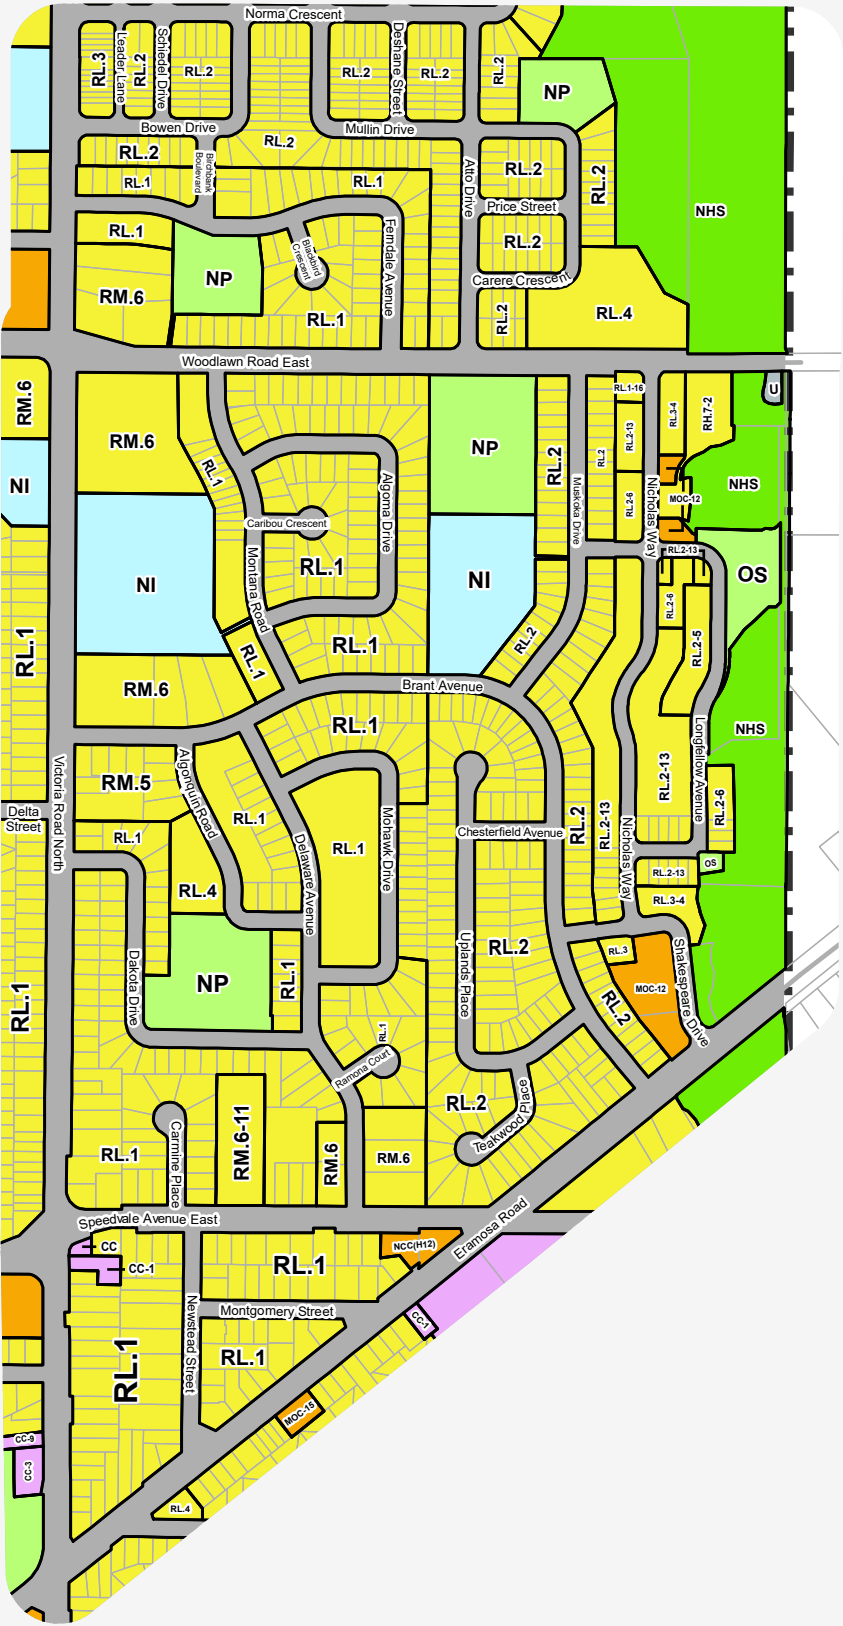 Norma Crescent
RL.3
Leader Lane
RL.2
Schiedel Drive
RL.2
RL.2
Deshane Street
RL.2
RL.2
NP
Bowen Drive
Mullin Drive
RL.2
RL.2
Birchbank
Boulevard
Atto Drive
RL.2
RL.2
RL.1
RL.1
Price Street
NHS
RL.1
Ferndale Avenue
RL.2
Blackbird
Crescent
NP
RM.6
Carere Crescent
RL.1
RL.2
RL.4
Woodlawn Road East
RM.6
RL.1-16
RL.3-4
RH.7-2
U
RM.6
RL.1
NP
RL.2
RL.2
RL.2-13
NI
Algoma Drive
Muskoka Drive
RL.2-6
Nicholas Way
MOC-12
NHS
Caribou Crescent
RL.1
NI
Montana Road
NI
RL.2-13
OS
RL.2-6
RL.1
RL.1
RL.1
RL.2
RL.2-5
RM.6
Brant Avenue
RL.1
NHS
Victoria Road North
RM.5
Algonquin Road
Longfellow Avenue
RL.2-13
RL.2-6
Delta
Street
RL.1
RL.1
Delaware Avenue
RL.1
Mohawk Drive
Chesterfield Avenue
RL.2
RL.2-13
Nicholas Way
OS
RL.2-13
RL.4
RL.3-4
RL.2
RL.3
Shakespeare Drive
RL.1
Dakota Drive
NP
RL.1
Uplands Place
MOC-12
RL.2
RL.1
Ramona Court
RL.2
Teakwood Place
RL.1
Carmine Place
RM.6-11
RM.6
RM.6
Speedvale Avenue East
Eramosa Road
CC
CC-1
RL.1
NCC(H12)
Newstead Street
Montgomery Street
CC-1
RL.1
RL.1
MOC-15
CC-9
CC-3
RL.4